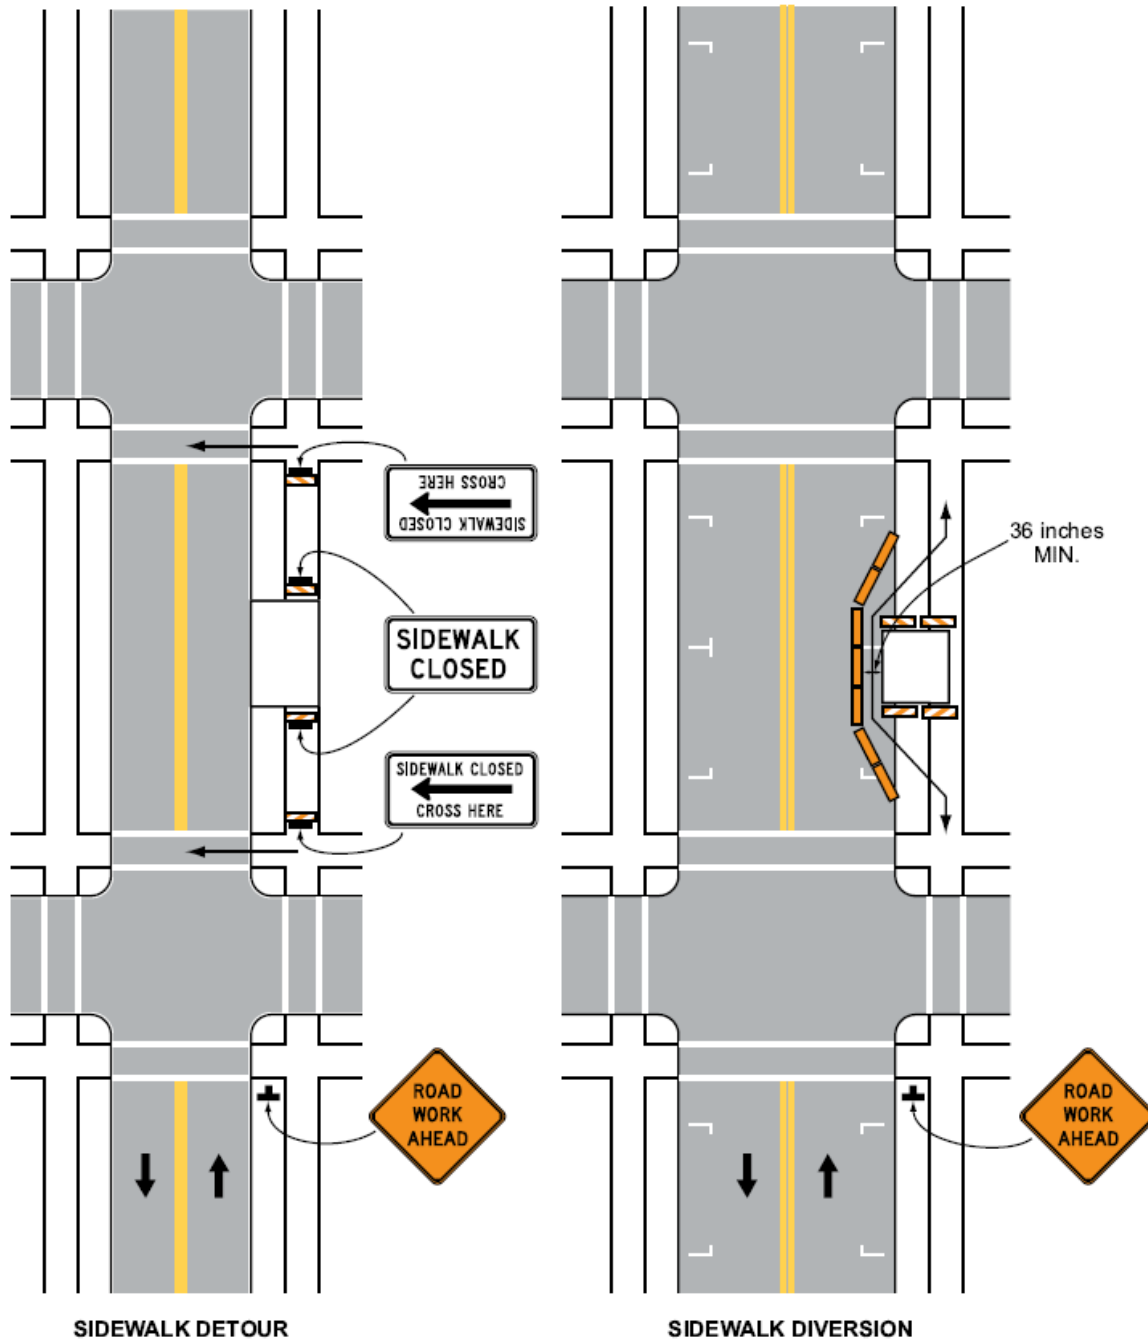 SIDEWALK CLOSED
CROSS HERE
36 inches
MIN.
SIDEWALK
CLOSED
SIDEWALK CLOSED
CROSS HERE
ROAD
WORK
AHEAD
ROAD
WORK
AHEAD
SIDEWALK DETOUR
SIDEWALK DIVERSION